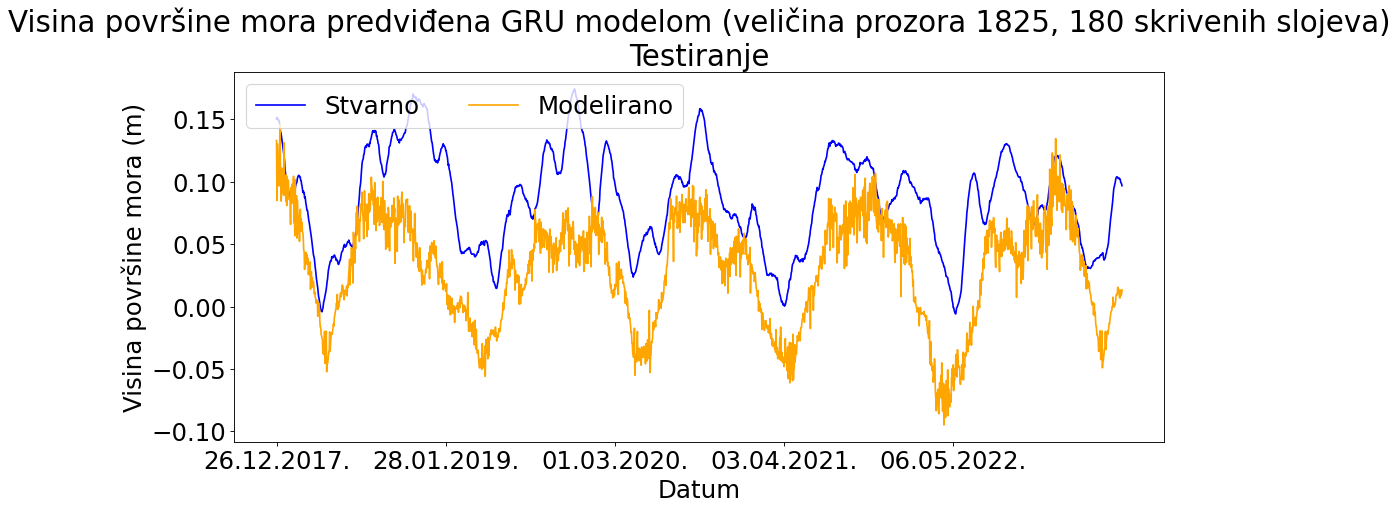 Visina površine mora predviđena GRU modelom (veličina prozora 1825, 180 skrivenih slojeva)
Testiranje
Stvarno Modelirano
Visina površine mora (m)
0.15
0.10
0.05
0.00
−0.05
−0.10
26.12.2017. 28.01.2019. 01.03.2020. 03.04.2021. 06.05.2022.
Datum